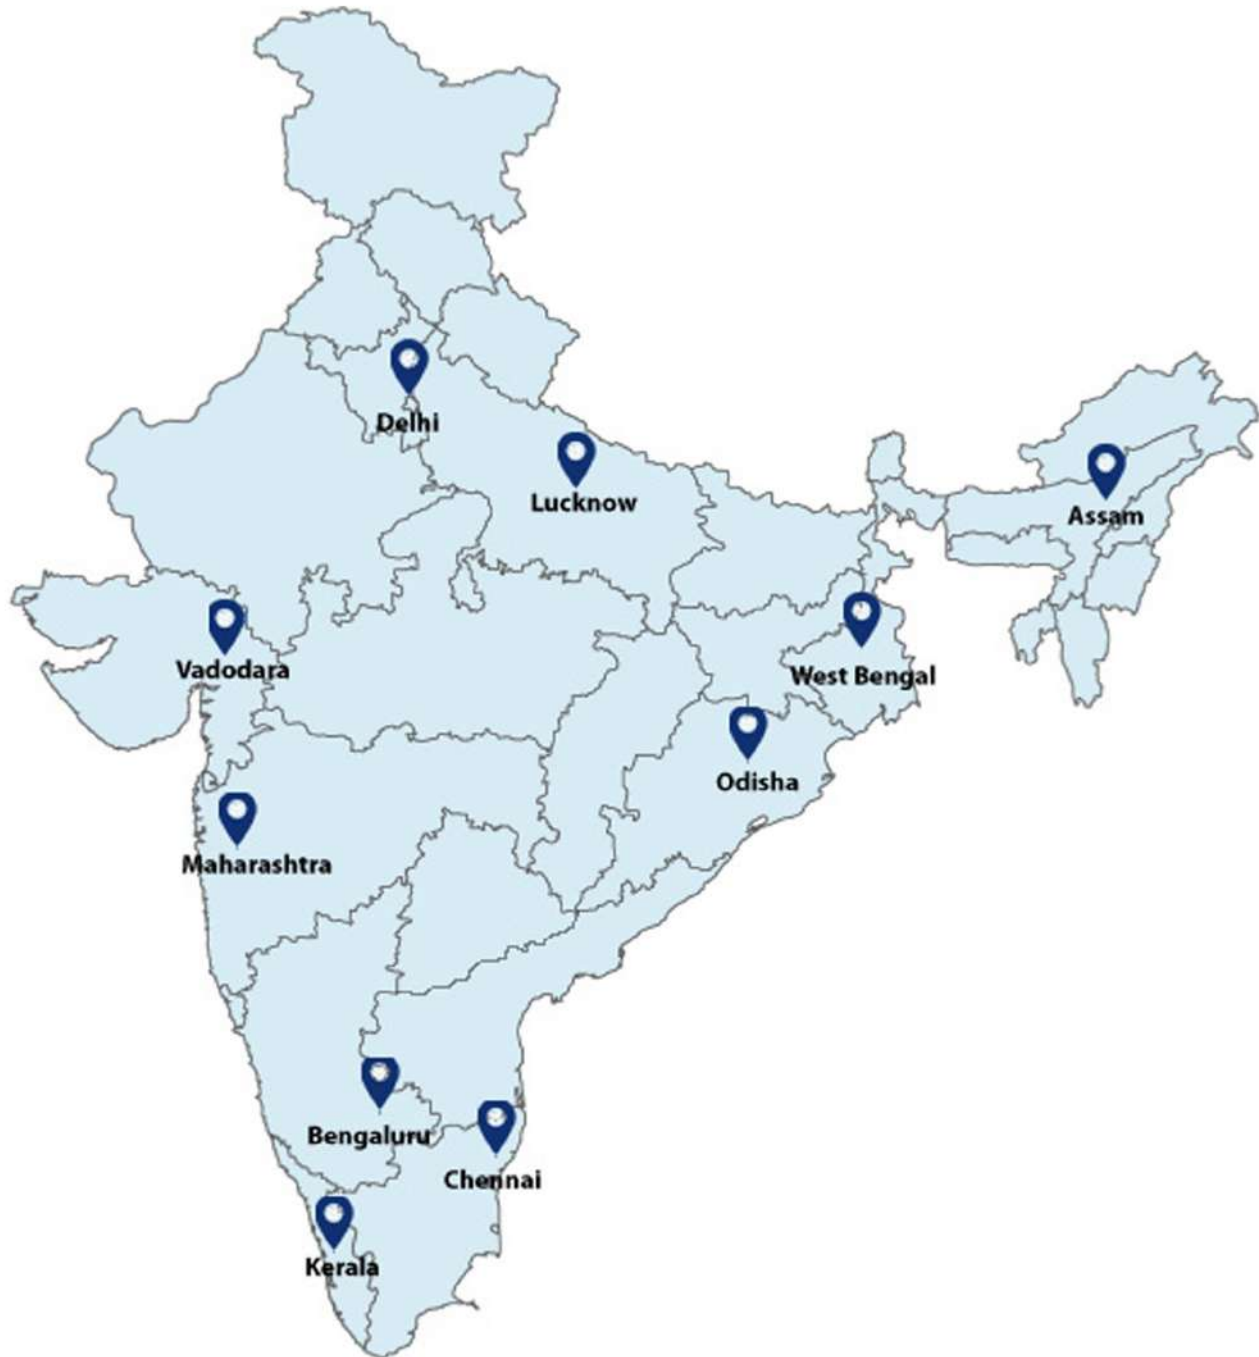 Delhi
Lucknow
Assam
Vadodara
West Bengal
Odisha
Maharashtra
Bengaluru
Chennai
Kerala